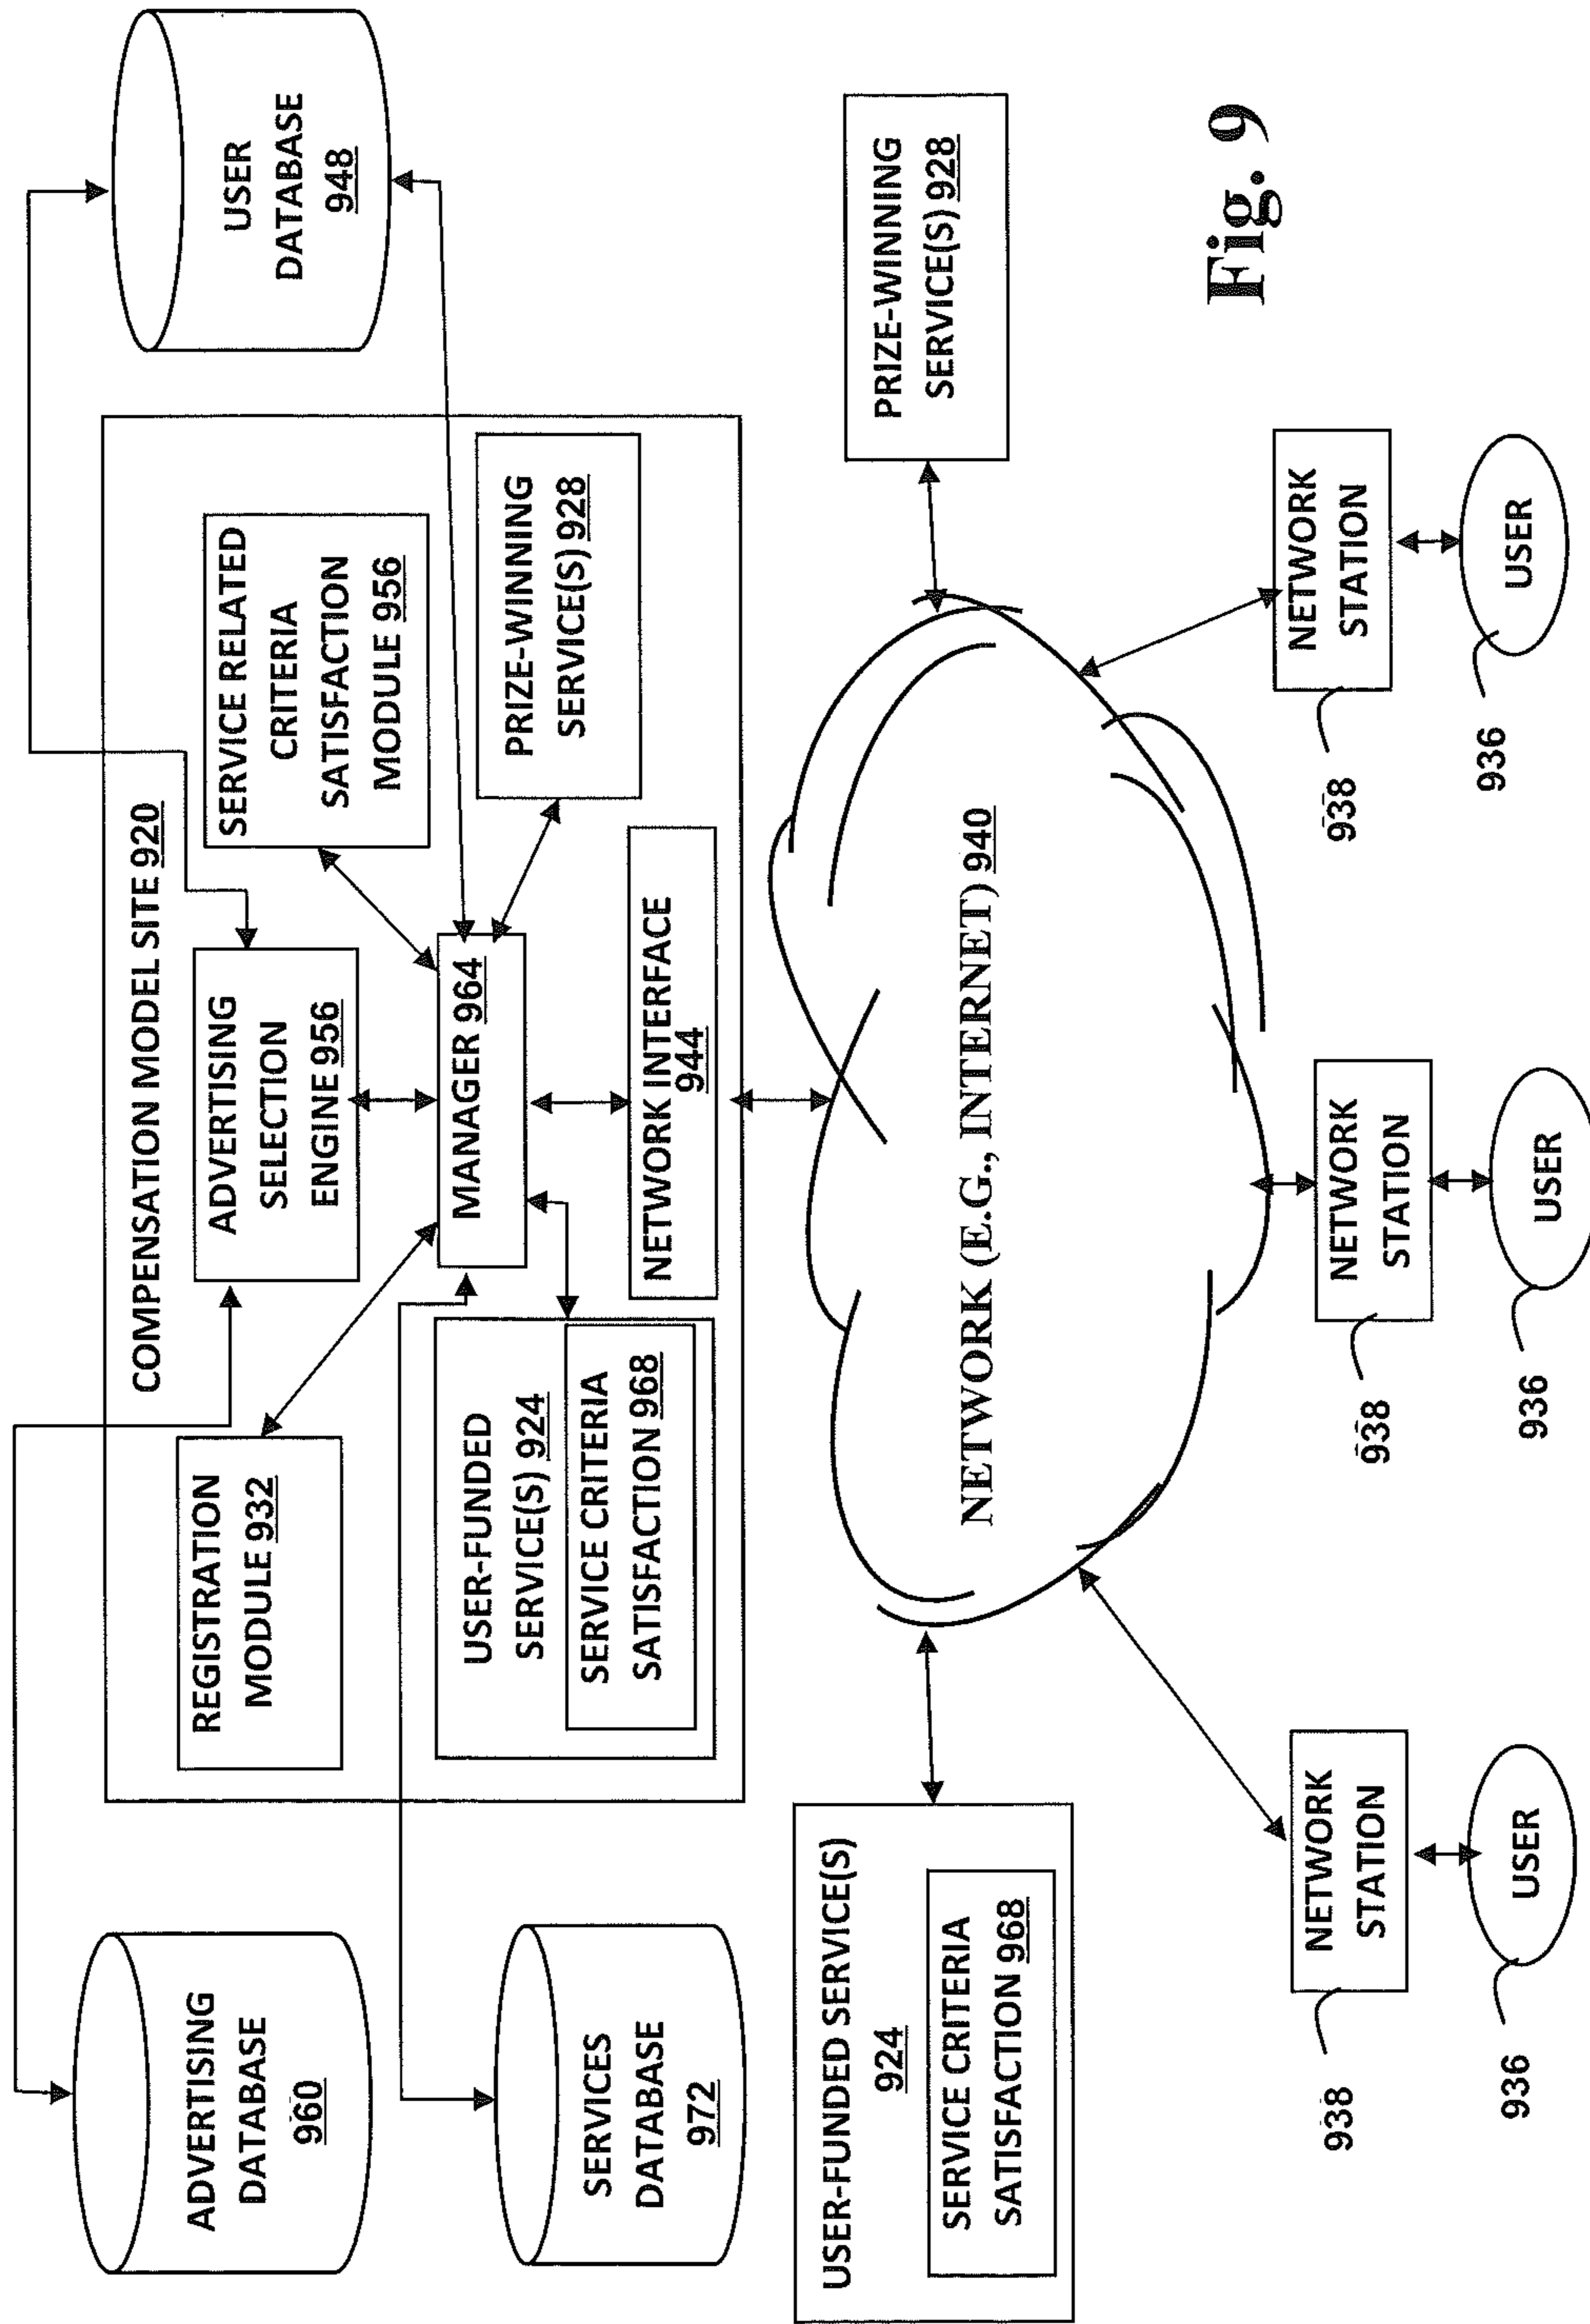 ADVERTISING
DATABASE
960
SERVICES
DATABASE
972
COMPENSATION MODEL SITE 920
REGISTRATION
MODULE 932
ADVERTISING
SELECTION
ENGINE 956
SERVICE RELATED
CRITERIA
SATISFACTION
MODULE 956
USER
DATABASE
948
USER-FUNDED
SERVICE(S) 924
SERVICE CRITERIA
SATISFACTION 968
MANAGER 964
PRIZE-WINNING
SERVICE(S) 928
NETWORK INTERFACE
944
USER-FUNDED SERVICE(S)
924
SERVICE CRITERIA
SATISFACTION 968
NETWORK (E.G., INTERNET) 940
PRIZE-WINNING
SERVICE(S) 928
938
NETWORK
STATION
936
USER
938
NETWORK
STATION
936
USER
938
NETWORK
STATION
936
USER
Fig. 9